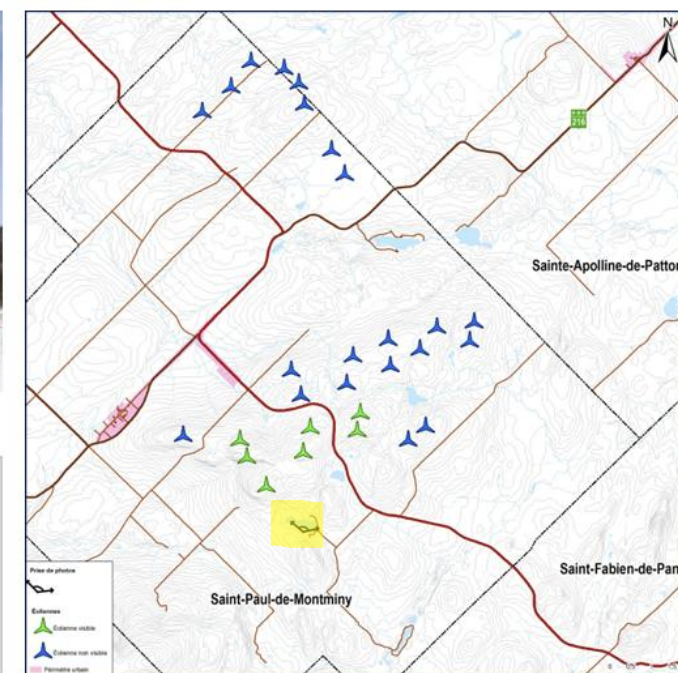 N
216
Sainte-Apolline-de-Patton
Saint-Fabien-de-Pan
Saint-Paul-de-Montminy
Prise de photos
Éoliennes
Éolienne visible
Éolienne non visible
Périmètre urbain